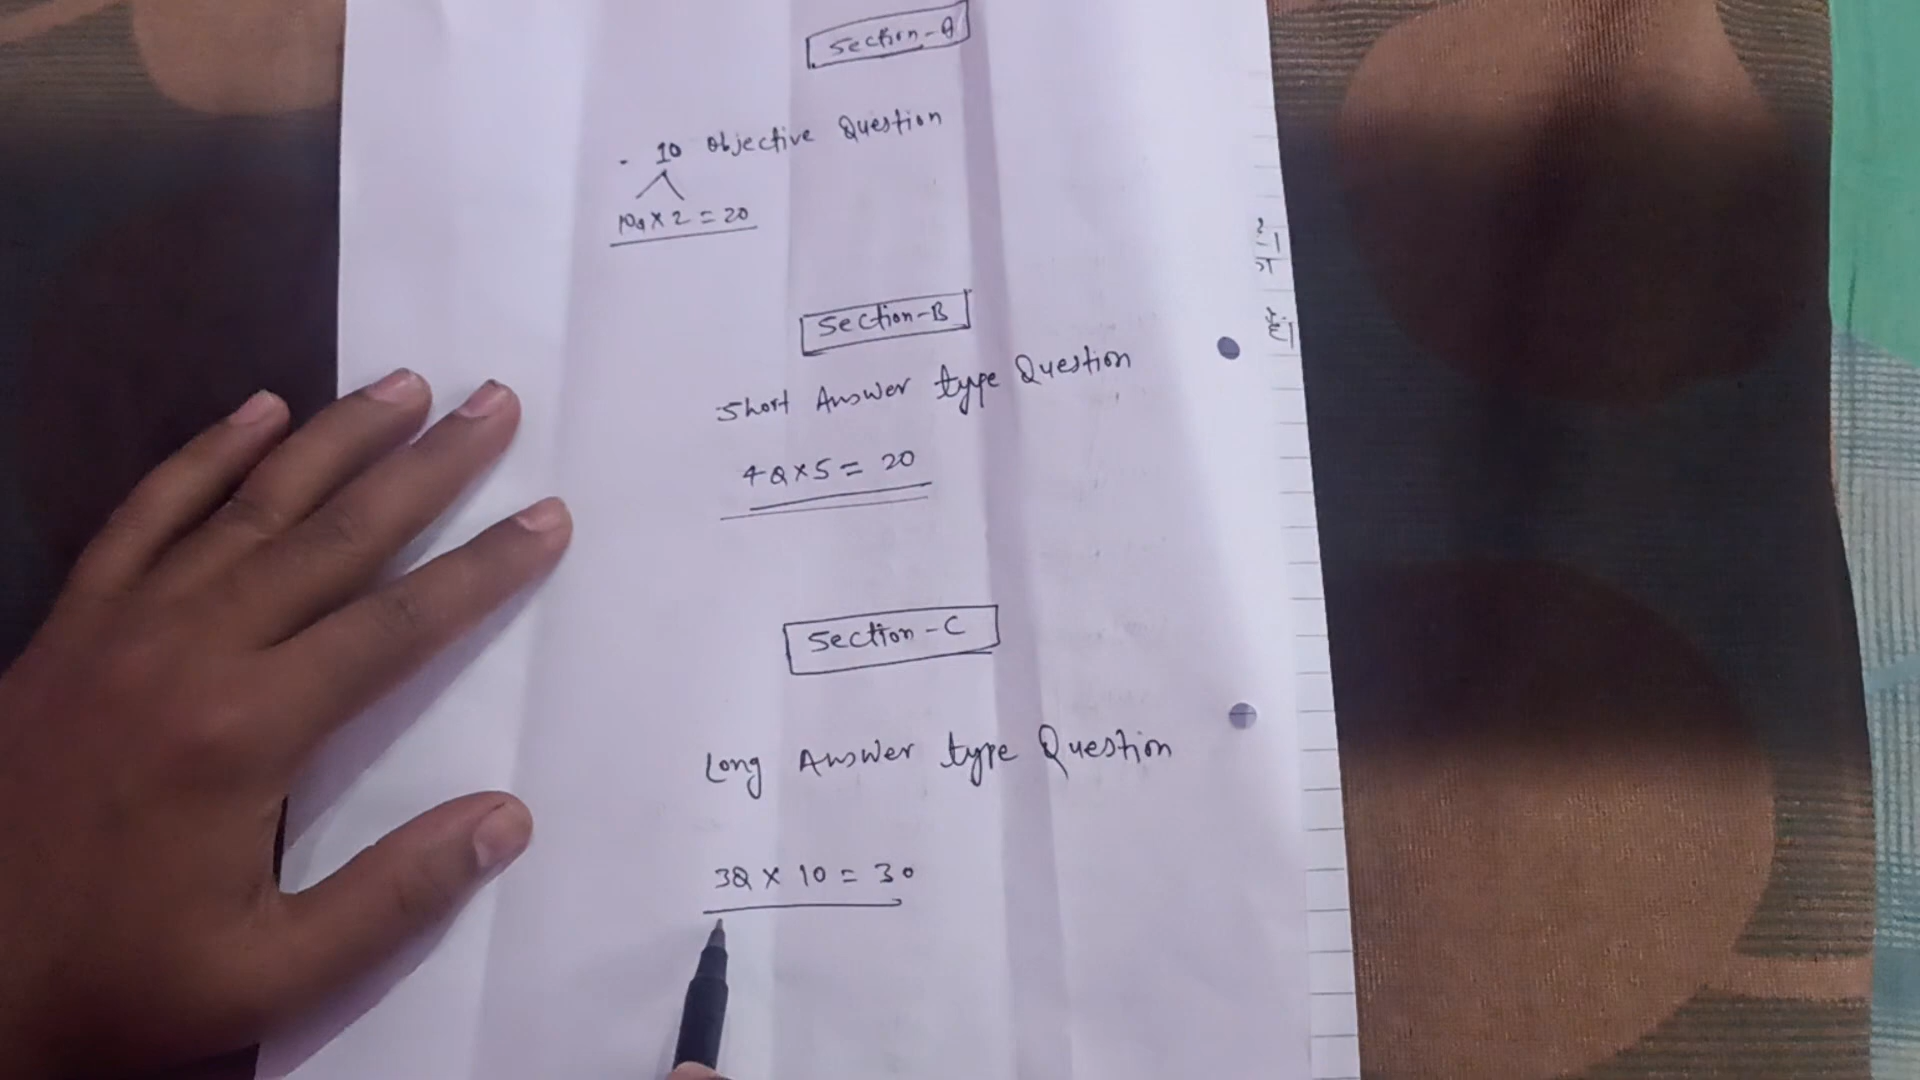 Section-A
- 10 Objective Question
10Q X 2 = 20
Section-B
Short Answer type Question
4Q X 5 = 20
Section-C
Long Answer type Question
3Q X 10 = 30